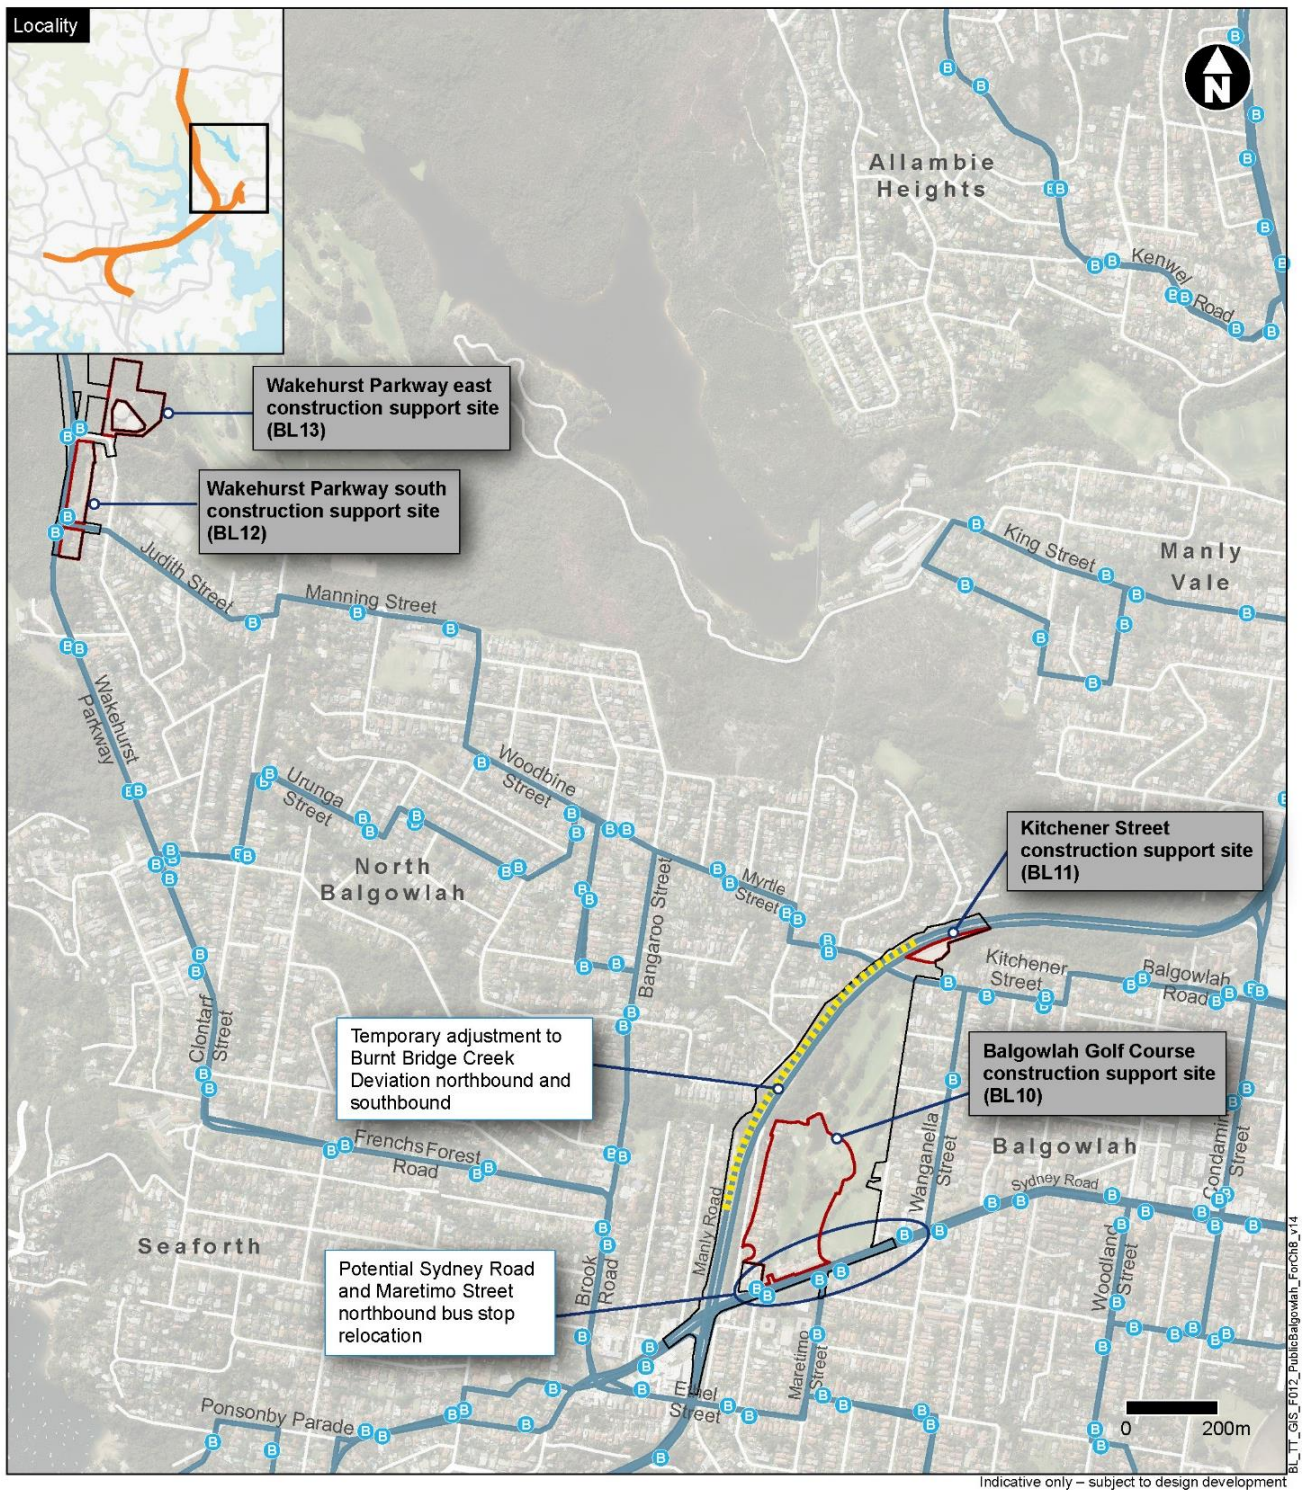 Locality
N
Allambie
Heights
Kenwel
Road
Wakehurst Parkway east
construction support site
(BL13)
Wakehurst Parkway south
construction support site
(BL12)
Judith Street
Manning Street
King Street
Manly
Vale
Wakehurst
Parkway
Woodbine
Street
Urunga
Street
North
Balgowlah
Myrtle
Street
Bangaroo Street
Kitchener Street
construction support site
(BL11)
Kitchener
Street
Balgowlah
Road
Clontarf
Street
Temporary adjustment to
Burnt Bridge Creek
Deviation northbound and
southbound
Balgowlah Golf Course
construction support site
(BL10)
Frenchs Forest
Road
Wanganella
Street
Balgowlah
Condamin
Street
Sydney Road
Manly Road
Seaforth
Brook
Road
Woodland
Street
Potential Sydney Road
and Maretimo Street
northbound bus stop
relocation
Maretimo
Street
Ethel
Street
Ponsonby Parade
0 200m
BL_TT_GIS_F012_PublicBalgowlah_ForCh8_v14
Indicative only – subject to design development